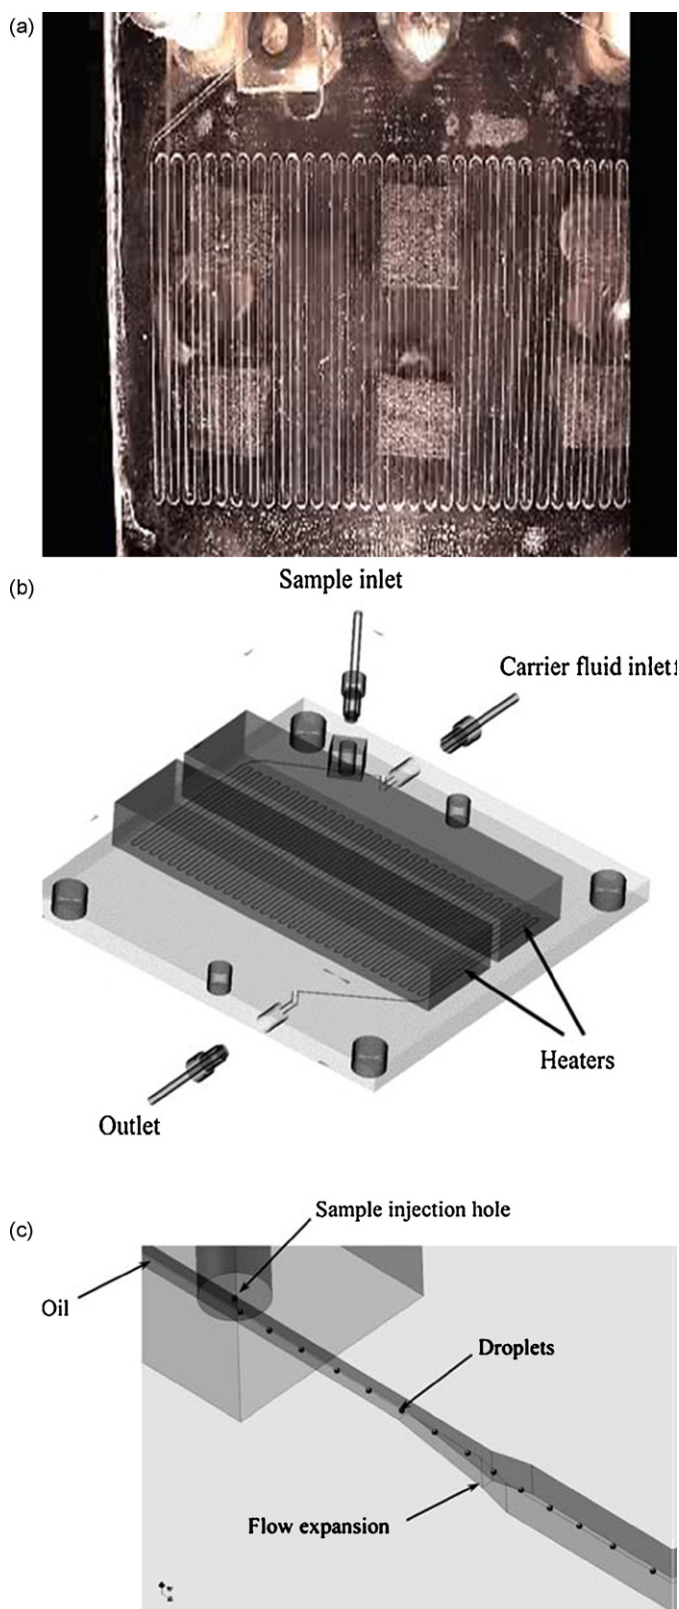 (a)
(b)
Sample inlet
Carrier fluid inlet
Heaters
Outlet
(c)
Sample injection hole
Oil
Droplets
Flow expansion